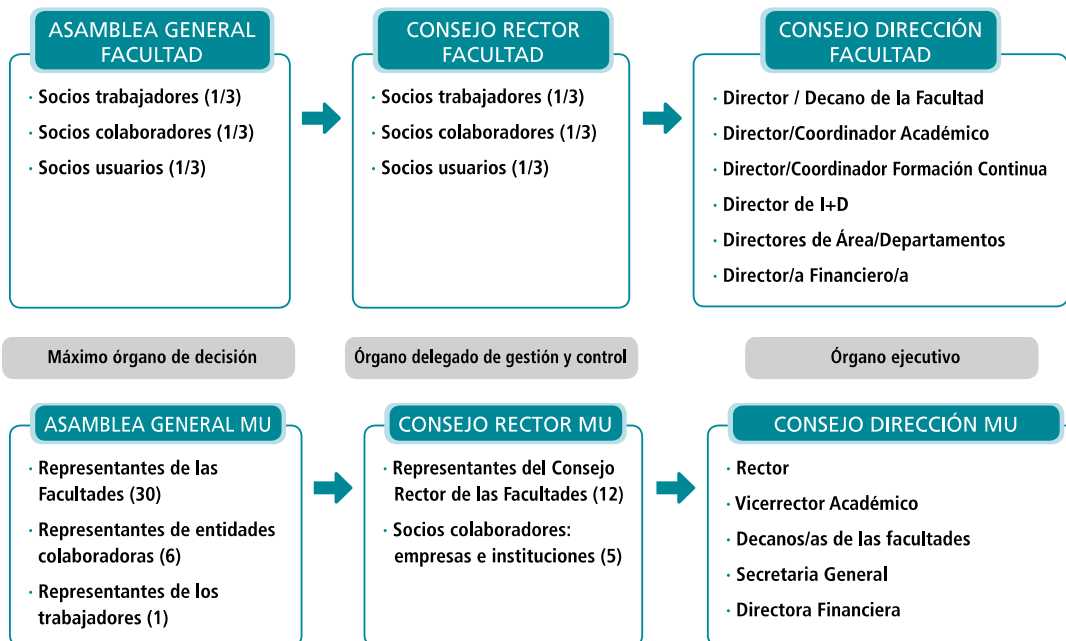 ASAMBLEA GENERAL
FACULTAD
· Socios trabajadores (1/3)
· Socios colaboradores (1/3)
· Socios usuarios (1/3)
CONSEJO RECTOR
FACULTAD
· Socios trabajadores (1/3)
· Socios colaboradores (1/3)
· Socios usuarios (1/3)
CONSEJO DIRECCIÓN
FACULTAD
· Director / Decano de la Facultad
· Director/Coordinador Académico
· Director/Coordinador Formación Continua
· Director de I+D
· Directores de Área/Departamentos
· Director/a Financiero/a
Máximo órgano de decisión
Órgano delegado de gestión y control
Órgano ejecutivo
ASAMBLEA GENERAL MU
· Representantes de las
Facultades (30)
· Representantes de entidades
colaboradoras (6)
· Representantes de los
trabajadores (1)
CONSEJO RECTOR MU
· Representantes del Consejo
Rector de las Facultades (12)
· Socios colaboradores:
empresas e instituciones (5)
CONSEJO DIRECCIÓN MU
· Rector
· Vicerrector Académico
· Decanos/as de las facultades
· Secretaria General
· Directora Financiera